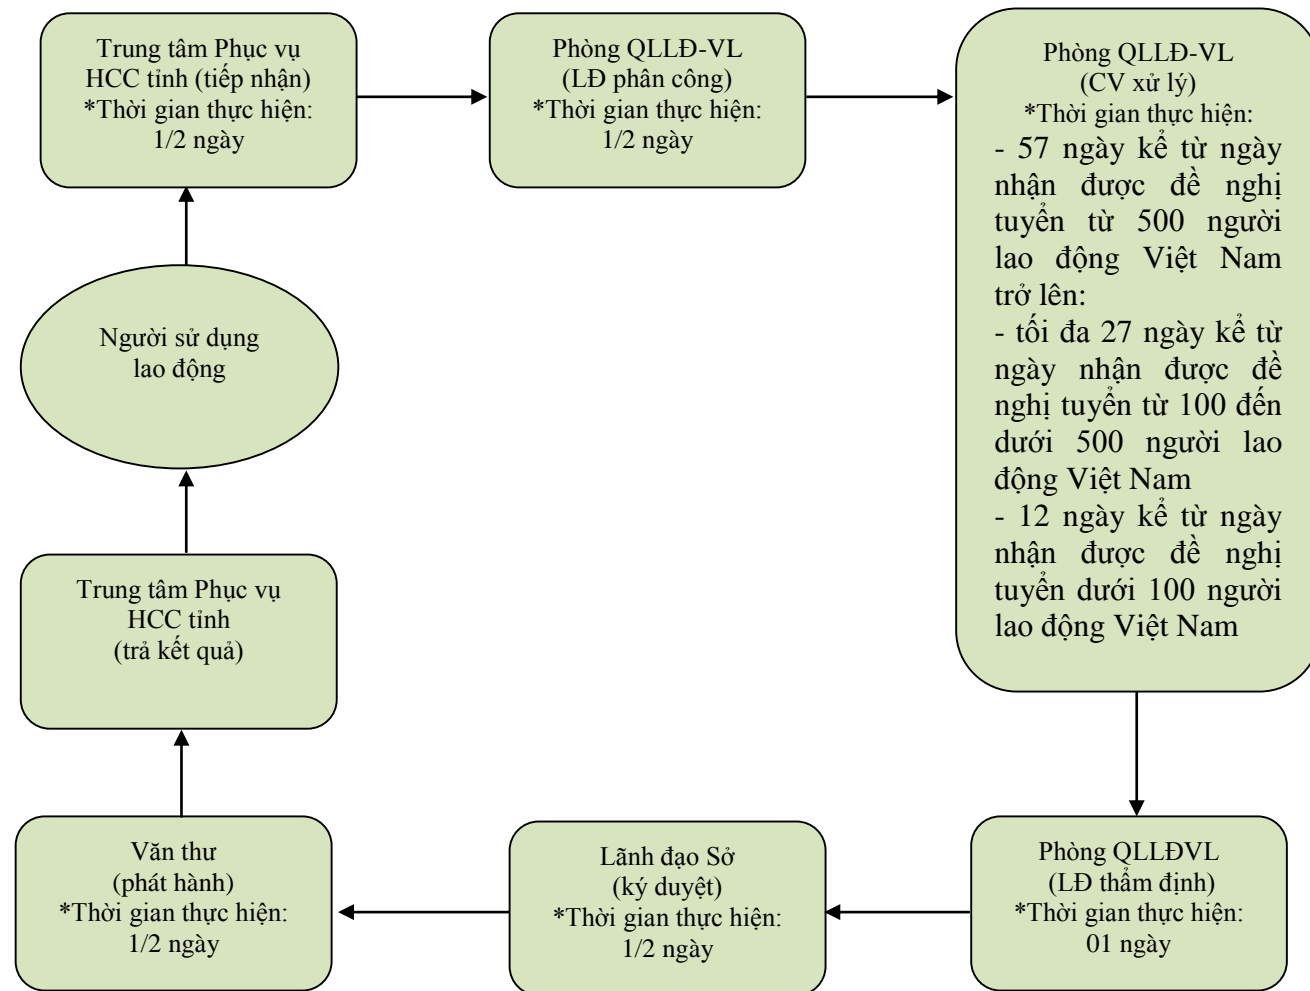 Trung tâm Phục vụ
HCC tỉnh (tiếp nhận)
*Thời gian thực hiện:
1/2 ngày
Phòng QLLĐ-VL
(LĐ phân công)
*Thời gian thực hiện:
1/2 ngày
Phòng QLLĐ-VL
(CV xử lý)
*Thời gian thực hiện:
- 57 ngày kể từ ngày
nhận được đề nghị
tuyển từ 500 người
lao động Việt Nam
trở lên:
- tối đa 27 ngày kể từ
ngày nhận được đề
nghị tuyển từ 100 đến
dưới 500 người lao
động Việt Nam
- 12 ngày kể từ ngày
nhận được đề nghị
tuyển dưới 100 người
lao động Việt Nam
Phòng QLLĐVL
(LĐ thẩm định)
*Thời gian thực hiện:
01 ngày
Lãnh đạo Sở
(ký duyệt)
*Thời gian thực hiện:
1/2 ngày
Văn thư
(phát hành)
*Thời gian thực hiện:
1/2 ngày
Trung tâm Phục vụ
HCC tỉnh
(trả kết quả)
Người sử dụng
lao động